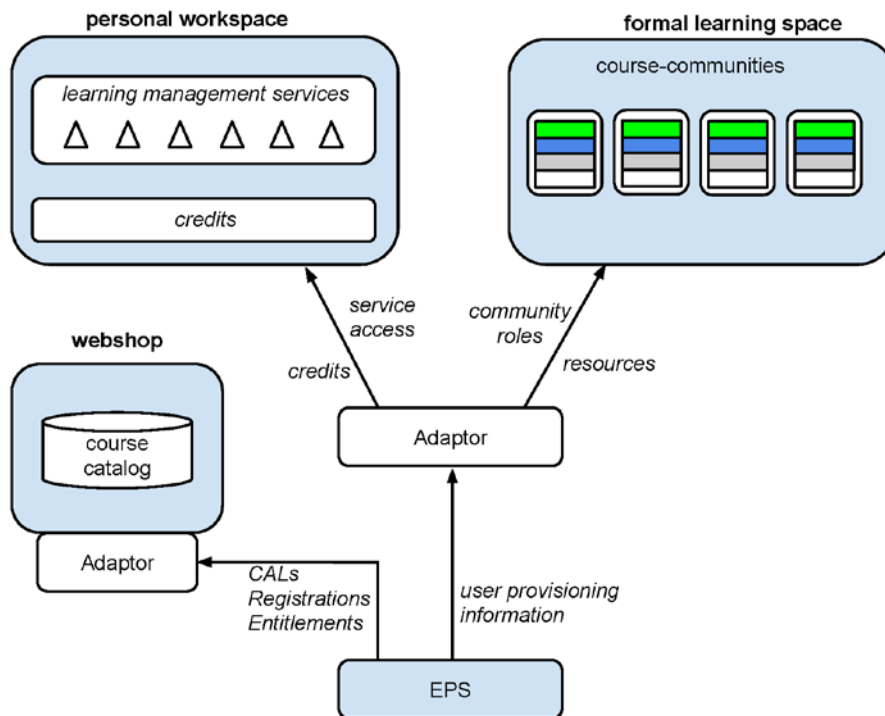 personal workspace
learning management services
credits
formal learning space
course-communities
service
access
credits
community
roles
resources
webshop
course
catalog
Adaptor
Adaptor
CALs
Registrations
Entitlements
user provisioning
information
EPS